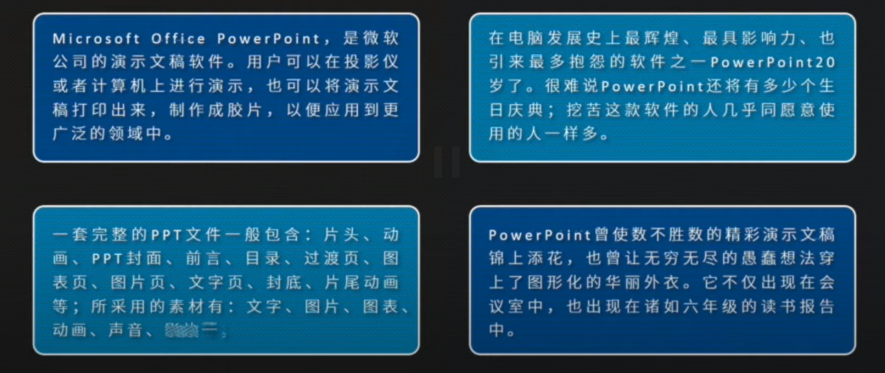 Microsoft Office PowerPoint，是微软
公司的演示文稿软件。用户可以在投影仪
或者计算机上进行演示，也可以将演示文
稿打印出来，制作成胶片，以便应用到更
广泛的领域中。
在电脑发展史上最辉煌、最具影响力、也
引来最多抱怨的软件之一PowerPoint20
岁了。很难说PowerPoint还将有多少个生
日庆典；挖苦这款软件的人几乎同愿意使
用的人一样多。
一套完整的PPT文件一般包含：片头、动
画、PPT封面、前言、目录、过渡页、图
表页、图片页、文字页、封底、片尾动画
等；所采用的素材有：文字、图片、图表、
动画、声音、
PowerPoint曾使数不胜数的精彩演示文稿
锦上添花，也曾让无穷无尽的愚蠢想法穿
上了图形化的华丽外衣。它不仅出现在会
议室中，也出现在诸如六年级的读书报告
中。